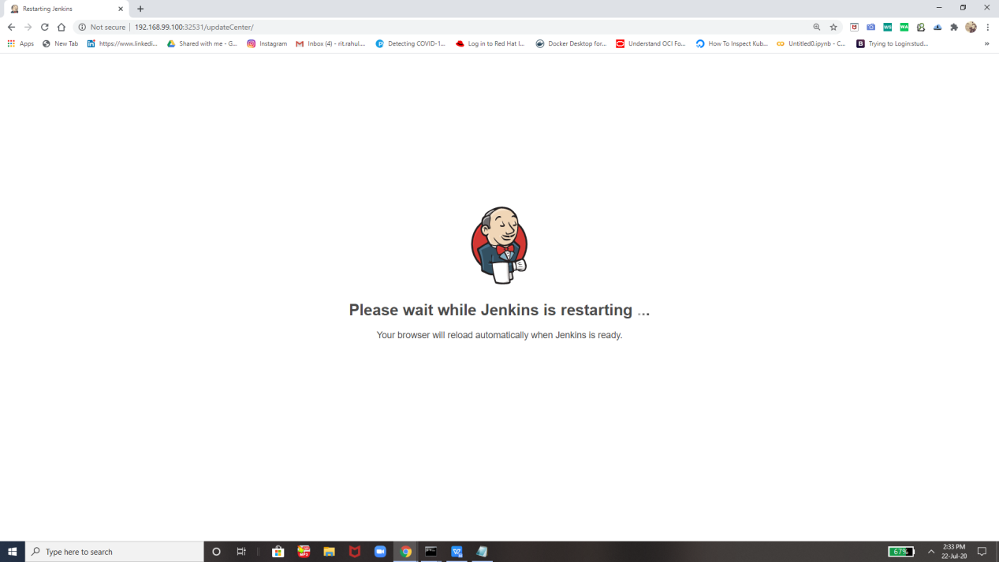 Restarting Jenkins
Not secure | 192.168.99.100:32531/updateCenter/
Apps New Tab https://www.linkedi... Shared with me - G... Instagram Inbox (4) - rit.rahul... Detecting COVID-1... Log in to Red Hat I... Docker Desktop for... Understand OCI Fo... How To Inspect Kub... Untitled0.ipynb - C... Trying to Login:stud... »
Please wait while Jenkins is restarting ...
Your browser will reload automatically when Jenkins is ready.
Type here to search
67%
2:33 PM
22-Jul-20